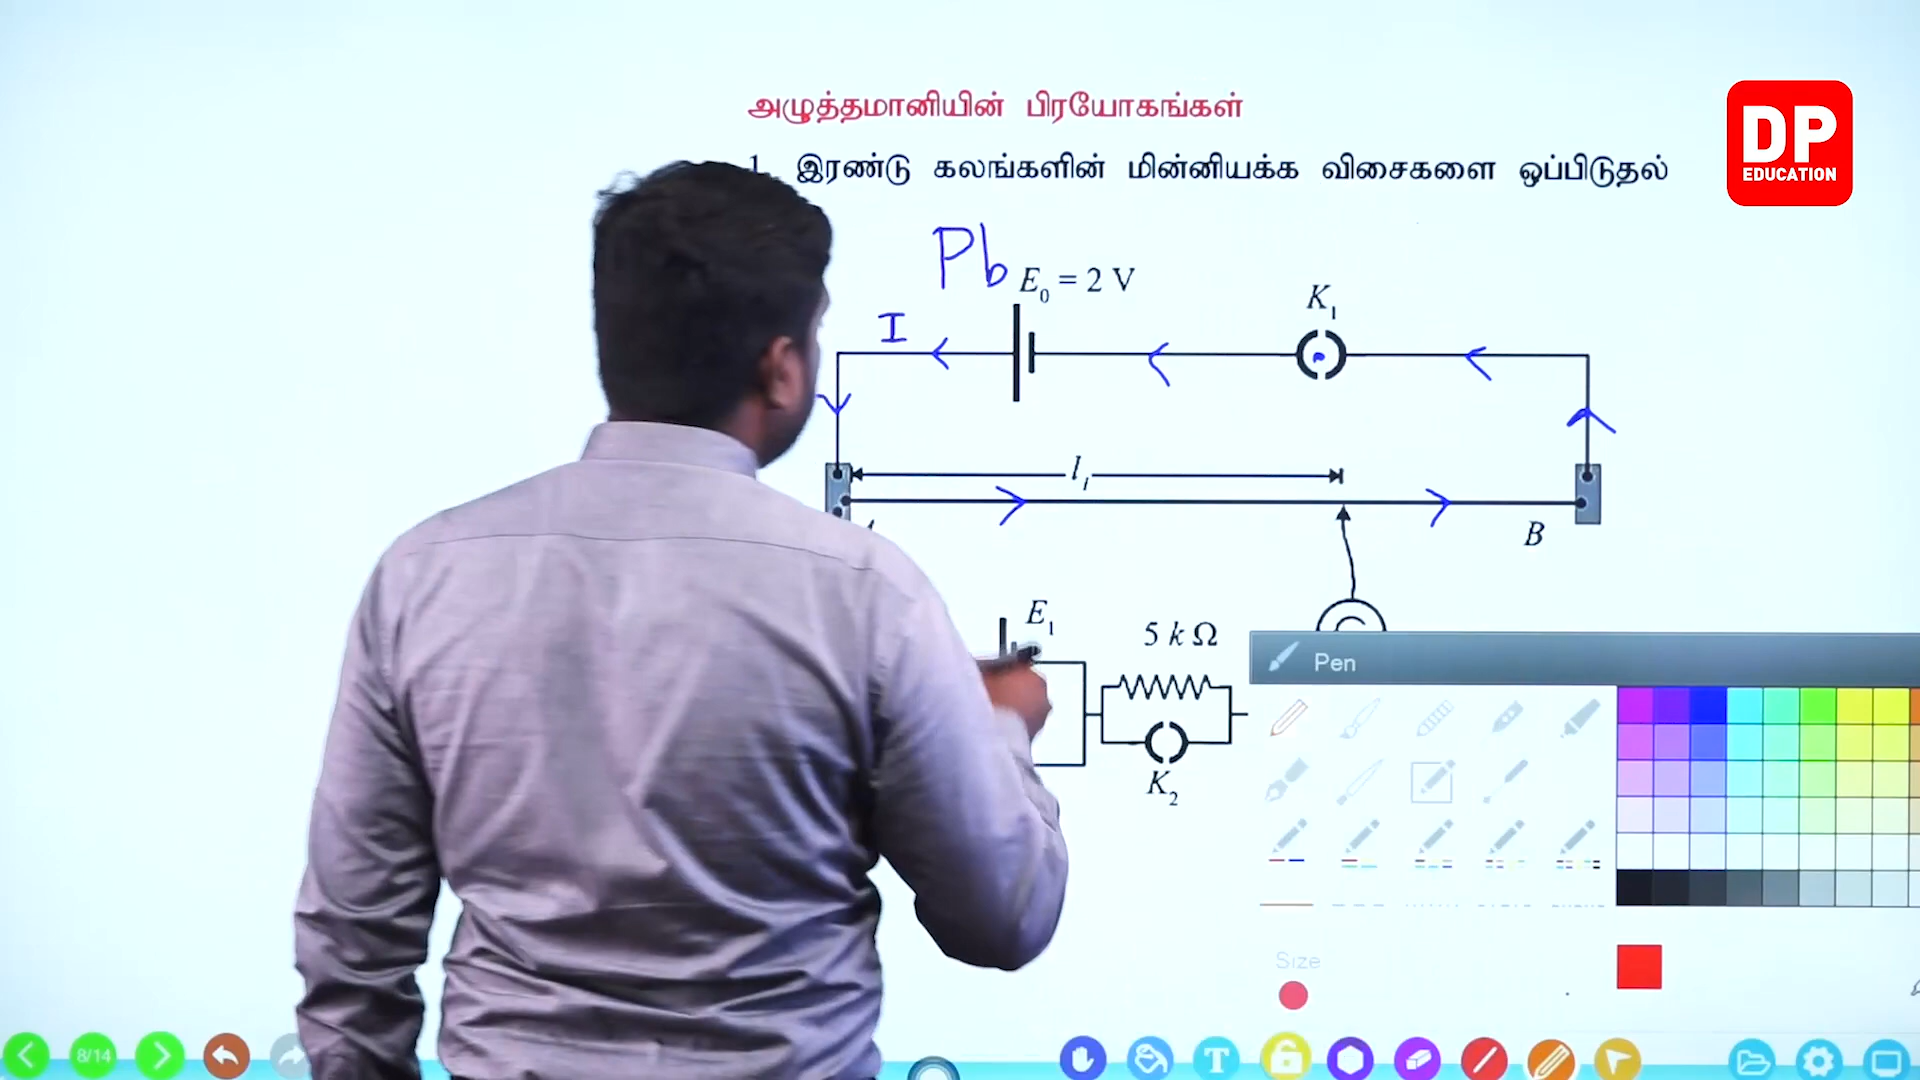 அழுத்தமானியின் பிரயோகங்கள்
DP
EDUCATION
1. இரண்டு கலங்களின் மின்னியக்க விசைகளை ஒப்பிடுதல்
Pb
E₀ = 2 V
K₁
I
l₁
B
E₁
5 k Ω
K₂
Pen
Size
8/14
T